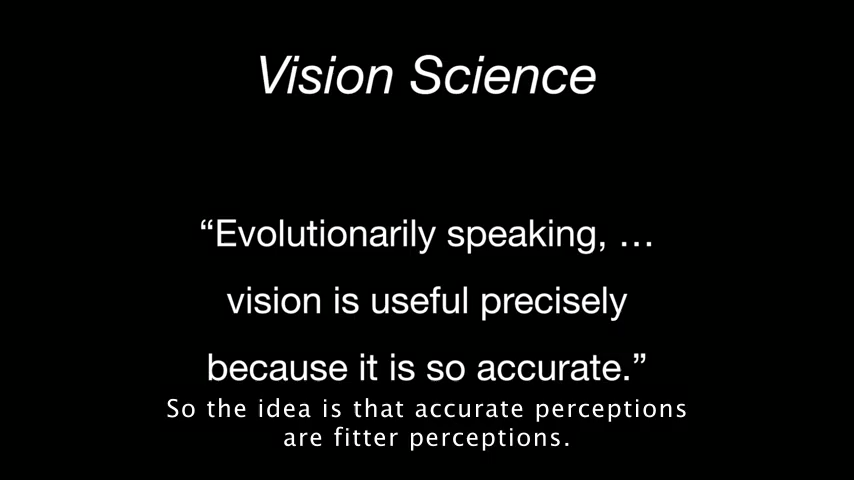 Vision Science
“Evolutionarily speaking, …
vision is useful precisely
because it is so accurate.”
So the idea is that accurate perceptions
are fitter perceptions.